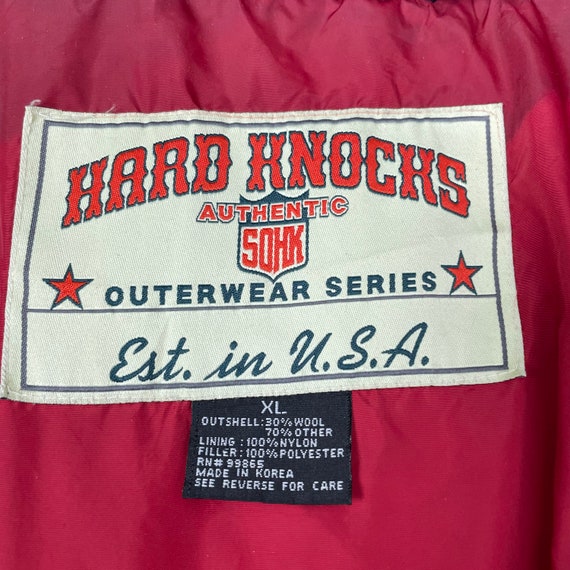 HARD KNOCKS
AUTHENTIC
SOHK
OUTERWEAR SERIES
Est. in U.S.A.
XL
OUTSHELL:30%WOOL
70%OTHER
LINING:100%NYLON
FILLER:100%POLYESTER
RN# 99865
MADE IN KOREA
SEE REVERSE FOR CARE